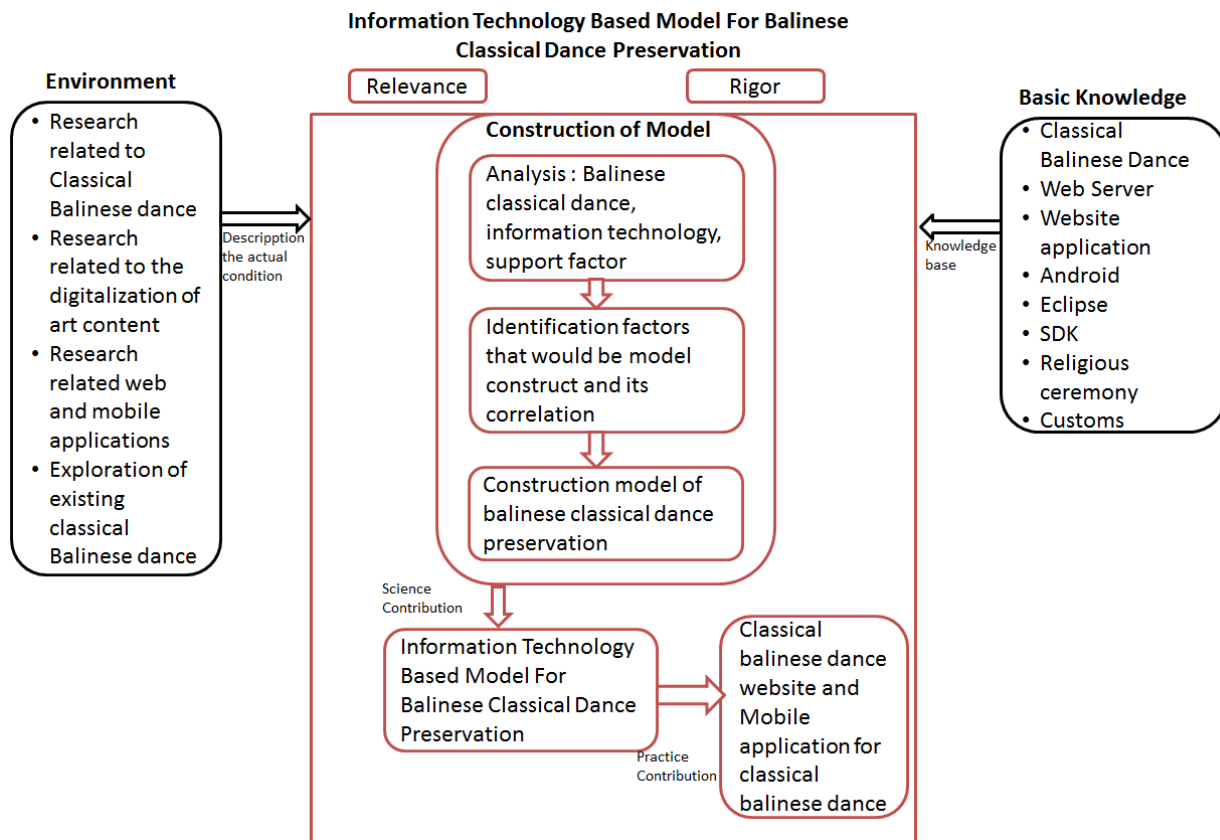 Information Technology Based Model For Balinese
Classical Dance Preservation
Environment
• Research
related to
Classical
Balinese dance
• Research
related to the
digitalization of
art content
• Research
related web
and mobile
applications
• Exploration of
existing
classical
Balinese dance
Descripption
the actual
condition
Relevance
Rigor
Construction of Model
Analysis : Balinese
classical dance,
information technology,
support factor
Identification factors
that would be model
construct and its
correlation
Construction model of
balinese classical dance
preservation
Science
Contribution
Information Technology
Based Model For
Balinese Classical Dance
Preservation
Practice
Contribution
Classical
balinese dance
website and
Mobile
application for
classical
balinese dance
Knowledge
base
Basic Knowledge
• Classical
Balinese Dance
• Web Server
• Website
application
• Android
• Eclipse
• SDK
• Religious
ceremony
• Customs